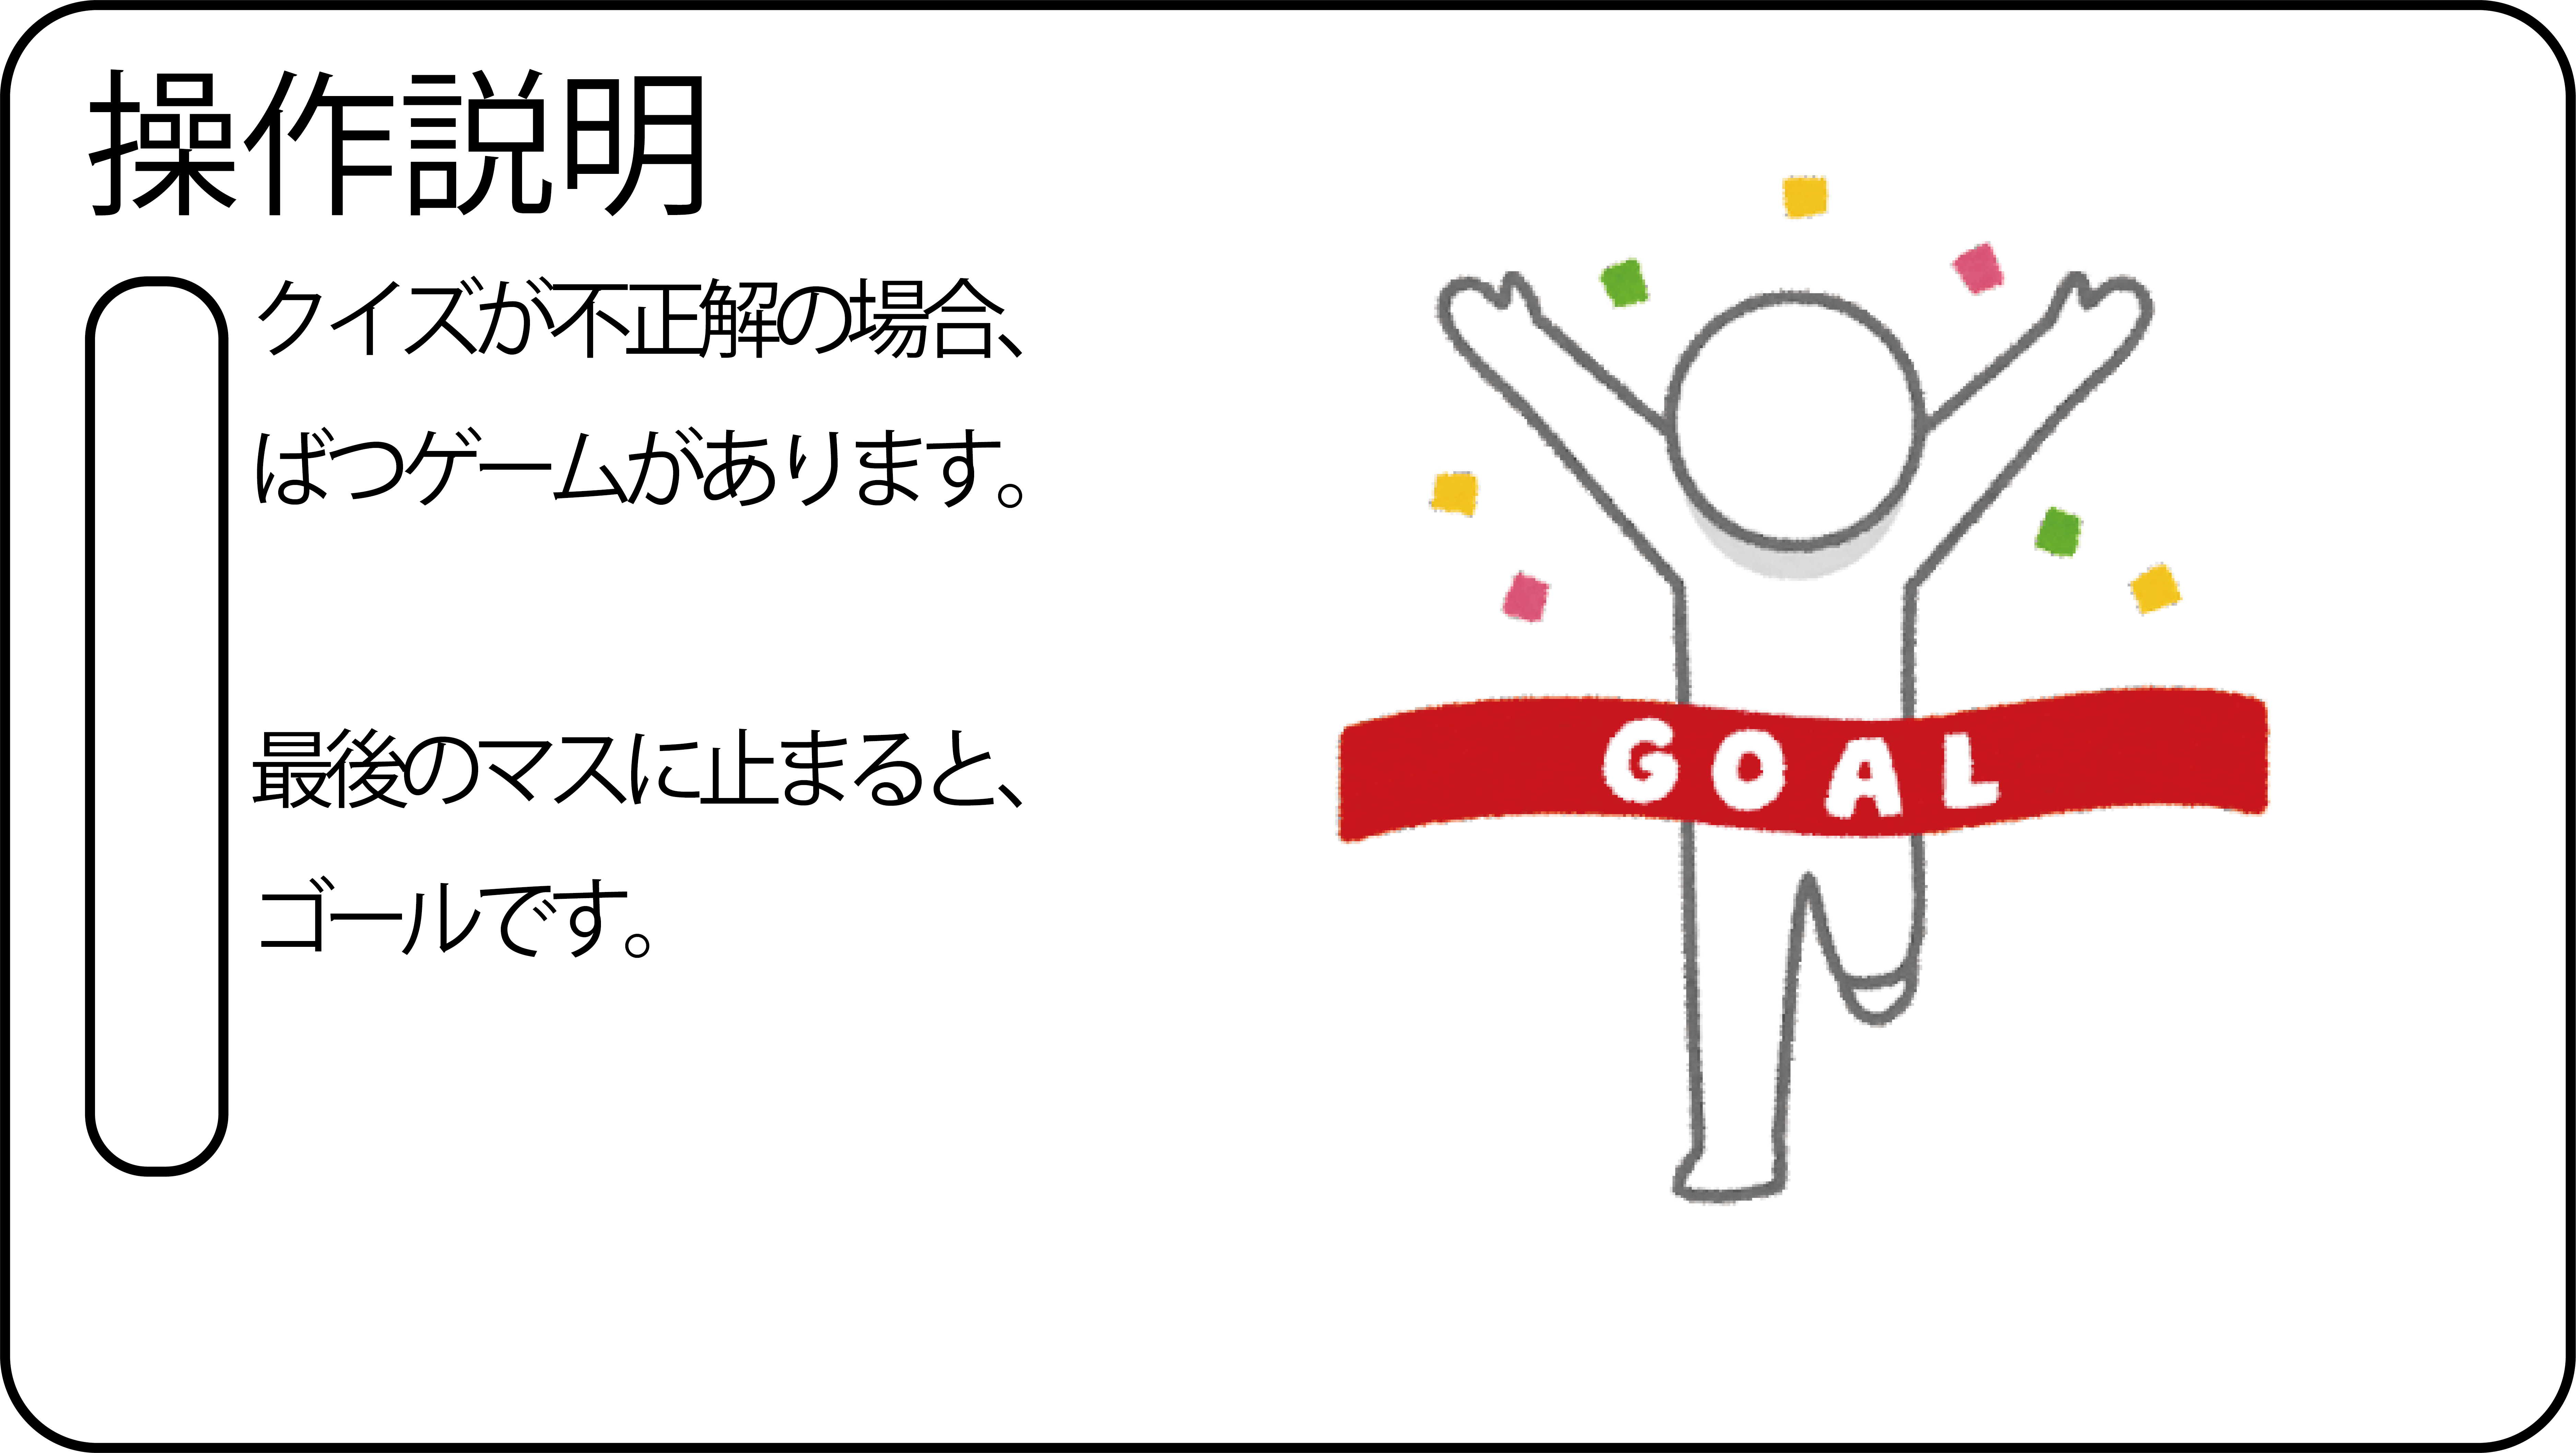 操作説明
クイズが不正解の場合、
ばつゲームがあります。
最後のマスに止まると、
ゴールです。
GOAL